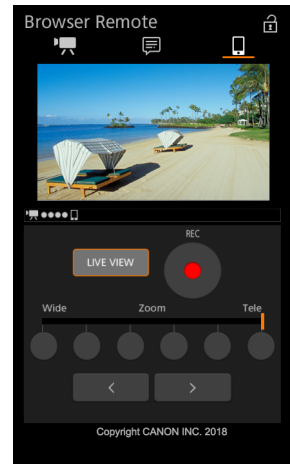 Browser Remote
REC
LIVE VIEW
Wide Zoom Tele
Copyright CANON INC. 2018